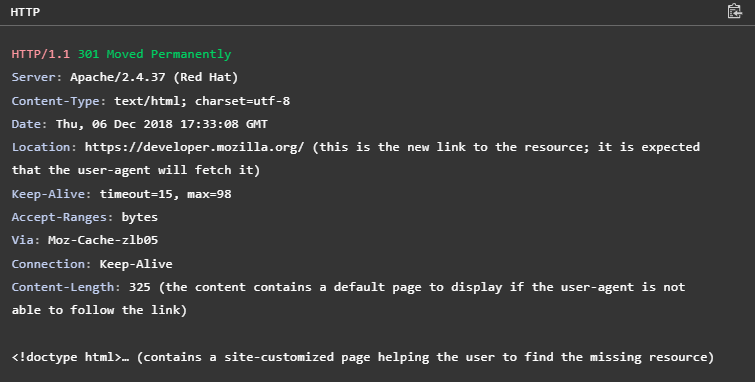 HTTP
HTTP/1.1 301 Moved Permanently
Server: Apache/2.4.37 (Red Hat)
Content-Type: text/html; charset=utf-8
Date: Thu, 06 Dec 2018 17:33:08 GMT
Location: https://developer.mozilla.org/ (this is the new link to the resource; it is expected
that the user-agent will fetch it)
Keep-Alive: timeout=15, max=98
Accept-Ranges: bytes
Via: Moz-Cache-zlb05
Connection: Keep-Alive
Content-Length: 325 (the content contains a default page to display if the user-agent is not
able to follow the link)
<!doctype html>… (contains a site-customized page helping the user to find the missing resource)